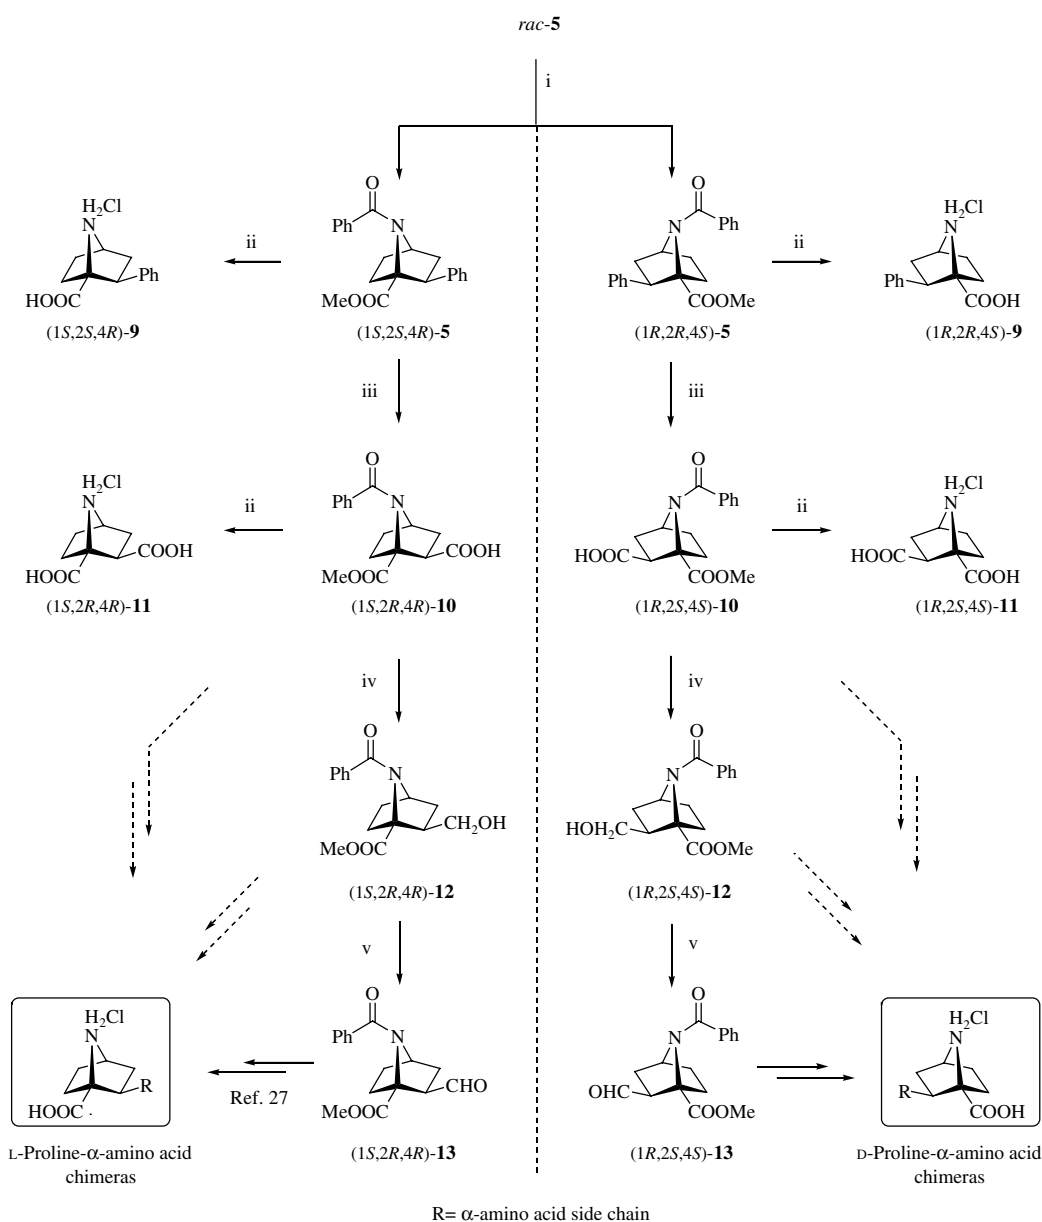 rac-5
i
O
O
H2Cl
N
Ph
N
N
Ph
H2Cl
N
ii
ii
Ph
Ph
Ph
Ph
HOOC
MeOOC
COOMe
COOH
(1S,2S,4R)-9
(1S,2S,4R)-5
(1R,2R,4S)-5
(1R,2R,4S)-9
iii
iii
O
O
H2Cl
N
Ph
N
N
Ph
H2Cl
N
ii
ii
COOH
COOH
HOOC
HOOC
HOOC
MeOOC
COOMe
COOH
(1S,2R,4R)-11
(1S,2R,4R)-10
(1R,2S,4S)-10
(1R,2S,4S)-11
iv
iv
O
O
Ph
N
N
Ph
CH2OH
HOH2C
MeOOC
COOMe
(1S,2R,4R)-12
(1R,2S,4S)-12
v
v
O
O
H2Cl
N
Ph
N
N
Ph
H2Cl
N
R
CHO
OHC
R
Ref. 27
HOOC
MeOOC
COOMe
COOH
(1S,2R,4R)-13
(1R,2S,4S)-13
L-Proline-α-amino acid
chimeras
D-Proline-α-amino acid
chimeras
R= α-amino acid side chain